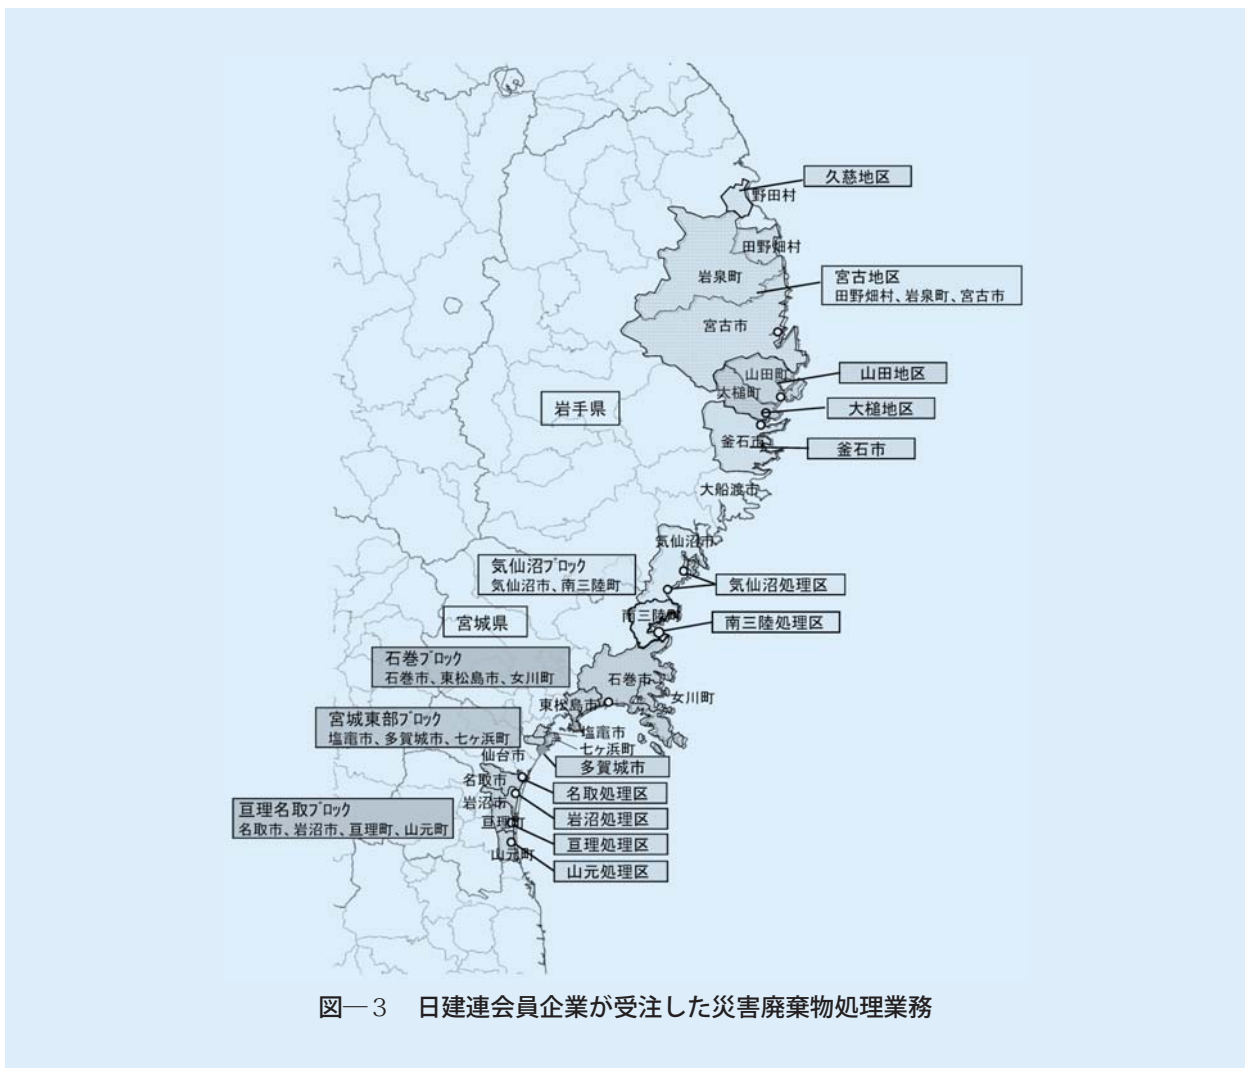 久慈地区
野田村
田野畑村
岩泉町
宮古地区
田野畑村、岩泉町、宮古市
宮古市
山田町
山田地区
大槌町
岩手県
大槌地区
釜石市
釜石市
大船渡市
気仙沼市
気仙沼ブロック
気仙沼市、南三陸町
気仙沼処理区
宮城県
南三陸町
南三陸処理区
石巻ブロック
石巻市、東松島市、女川町
石巻市
女川町
東松島市
宮城東部ブロック
塩竈市、多賀城市、七ヶ浜町
塩竈市
七ヶ浜町
仙台市
多賀城市
名取市
名取処理区
亘理名取ブロック
名取市、岩沼市、亘理町、山元町
岩沼市
岩沼処理区
亘理町
亘理処理区
山元町
山元処理区
図―3 日建連会員企業が受注した災害廃棄物処理業務